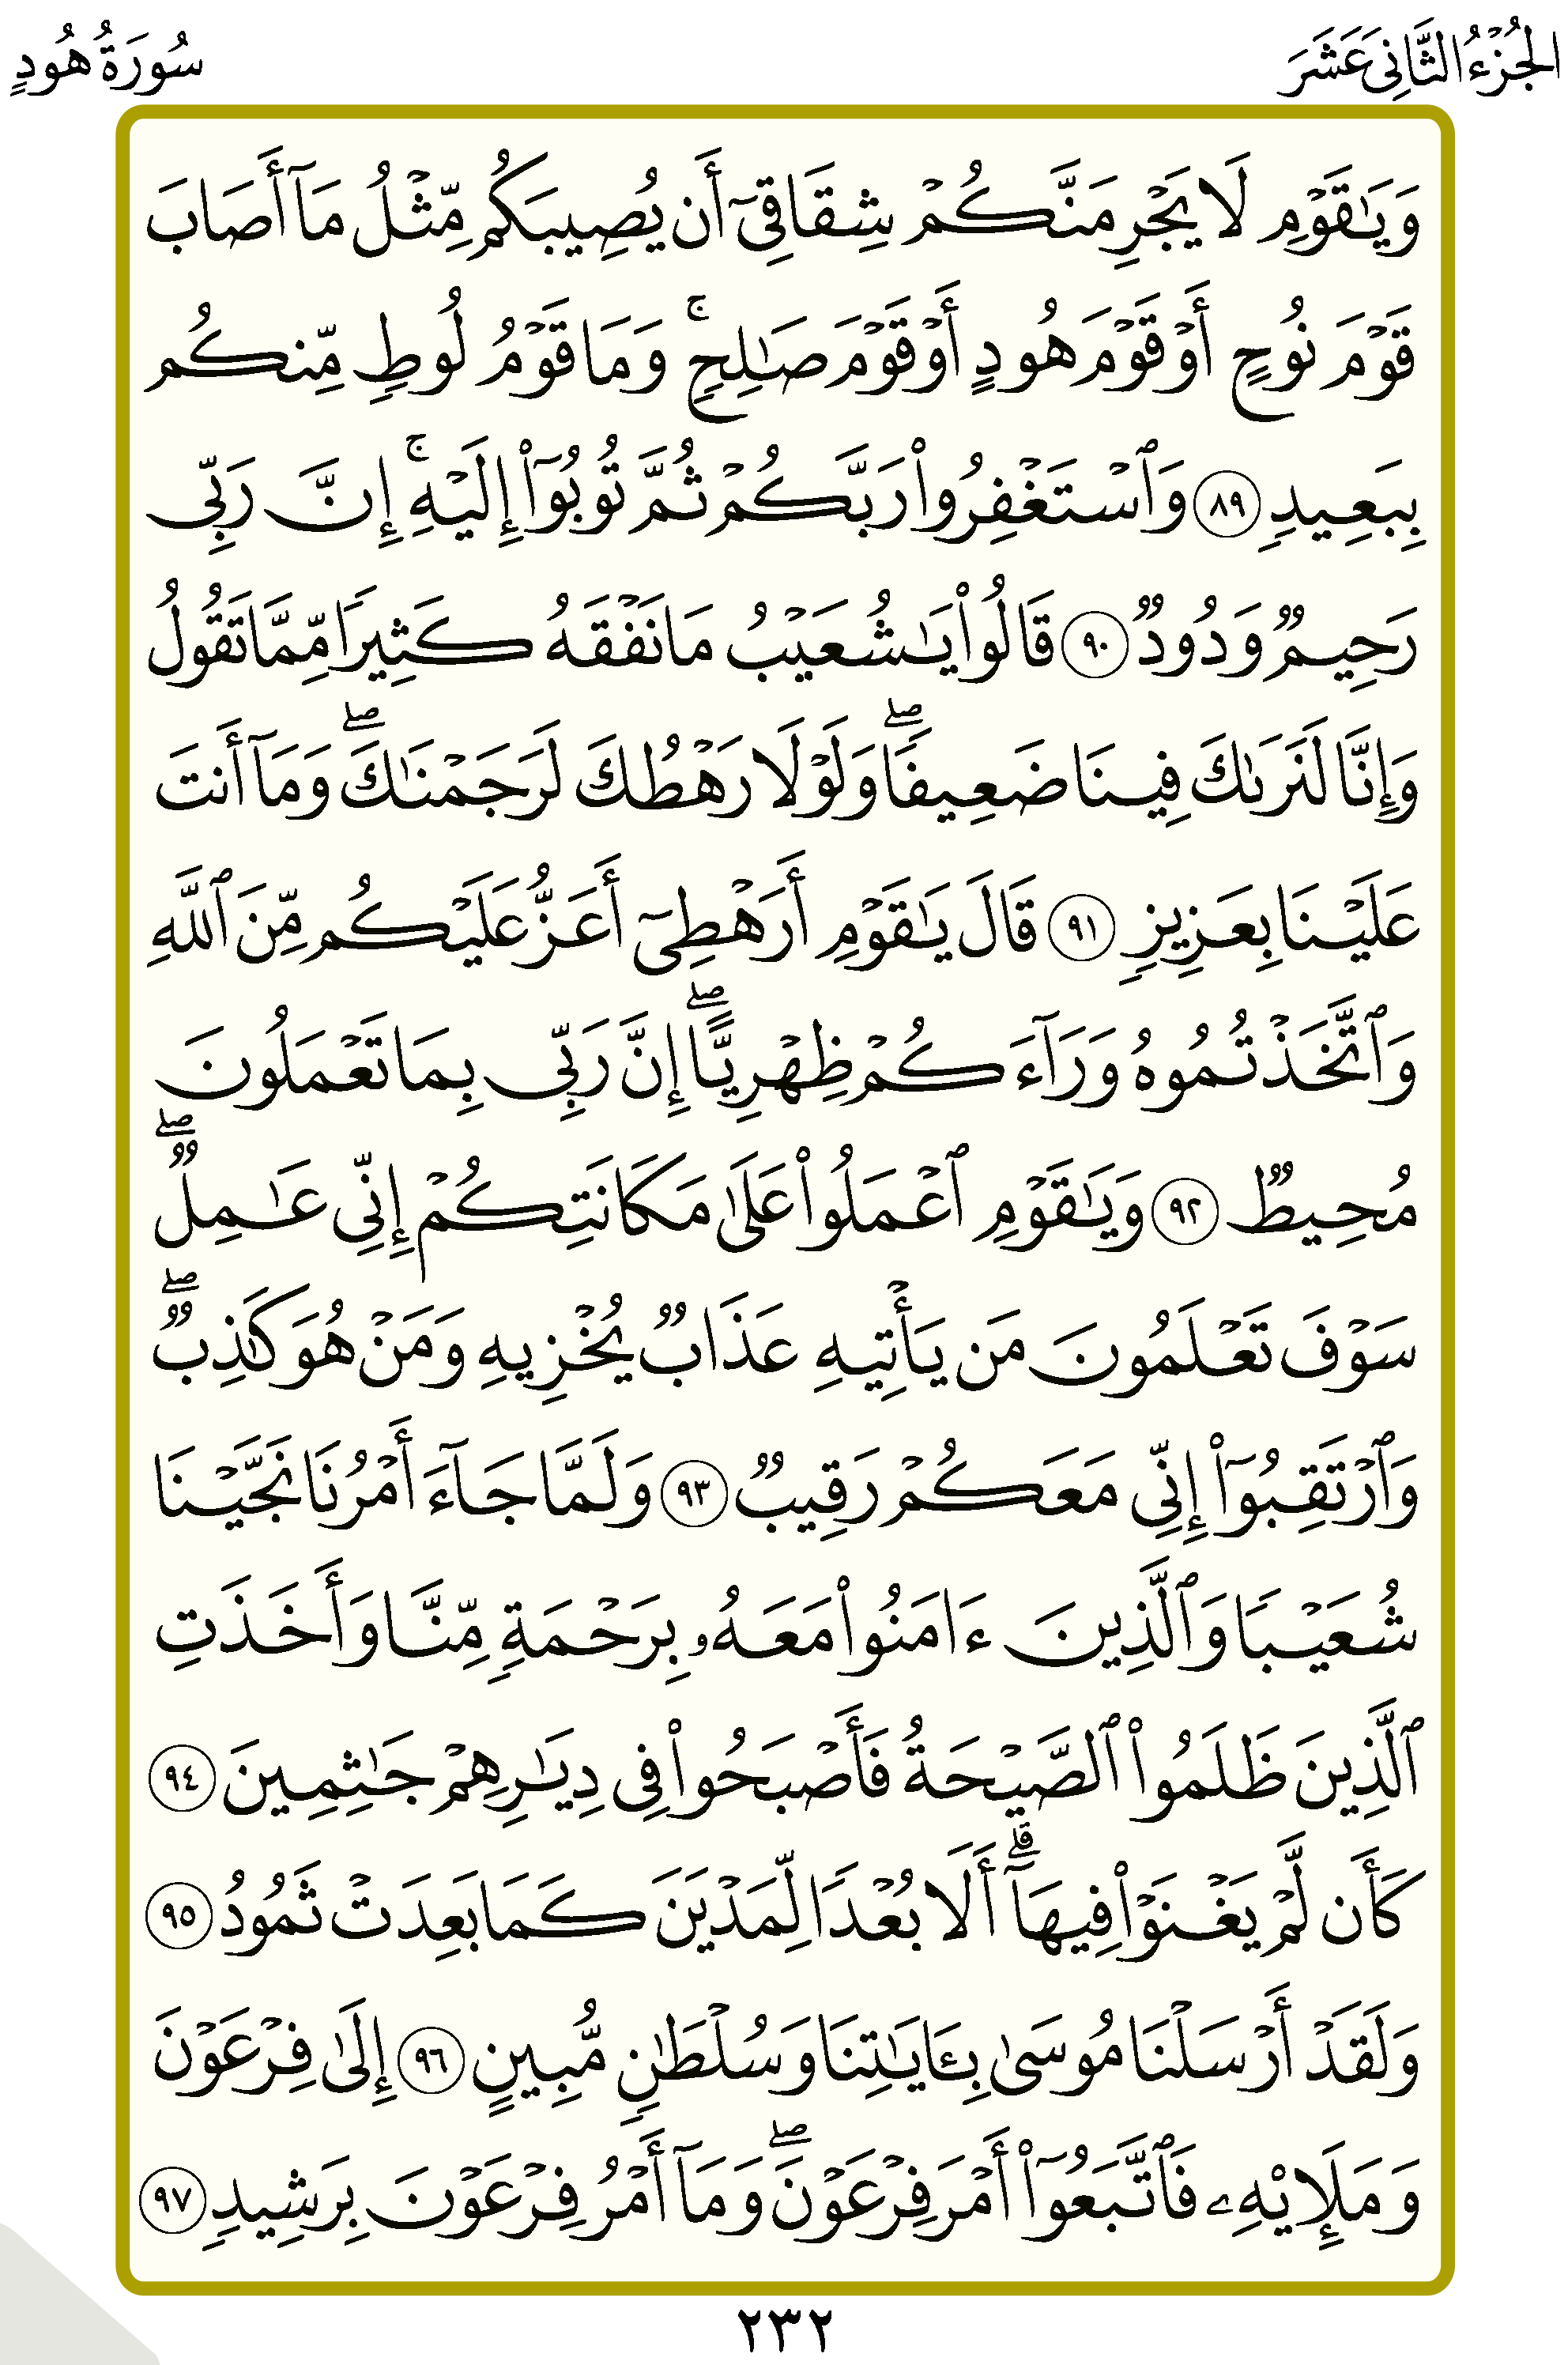 الجُزْءُ الثَّانِيَ عَشَرَ
سُورَةُ هُودٍ
وَيَٰقَوْمِ لَا يَجْرِمَنَّكُمْ شِقَاقِيٓ أَن يُصِيبَكُم مِّثْلُ مَآ أَصَابَ
قَوْمَ نُوحٍ أَوْ قَوْمَ هُودٍ أَوْ قَوْمَ صَٰلِحٍۚ وَمَا قَوْمُ لُوطٍ مِّنكُم
بِبَعِيدٍ ٨٩ وَٱسْتَغْفِرُوا۟ رَبَّكُمْ ثُمَّ تُوبُوٓا۟ إِلَيْهِۚ إِنَّ رَبِّي
رَحِيمٌ وَدُودٌ ٩٠ قَالُوا۟ يَٰشُعَيْبُ مَا نَفْقَهُ كَثِيرًا مِّمَّا تَقُولُ
وَإِنَّا لَنَرَىٰكَ فِينَا ضَعِيفًاۖ وَلَوْلَا رَهْطُكَ لَرَجَمْنَٰكَۖ وَمَآ أَنتَ
عَلَيْنَا بِعَزِيزٍ ٩١ قَالَ يَٰقَوْمِ أَرَهْطِيٓ أَعَزُّ عَلَيْكُم مِّنَ ٱللَّهِ
وَٱتَّخَذْتُمُوهُ وَرَآءَكُمْ ظِهْرِيًّاۖ إِنَّ رَبِّي بِمَا تَعْمَلُونَ
مُحِيطٌ ٩٢ وَيَٰقَوْمِ ٱعْمَلُوا۟ عَلَىٰ مَكَانَتِكُمْ إِنِّي عَٰمِلٌۖ
سَوْفَ تَعْلَمُونَ مَن يَأْتِيهِ عَذَابٌ يُخْزِيهِ وَمَنْ هُوَ كَٰذِبٌۖ
وَٱرْتَقِبُوٓا۟ إِنِّي مَعَكُمْ رَقِيبٌ ٩٣ وَلَمَّا جَآءَ أَمْرُنَا نَجَّيْنَا
شُعَيْبًا وَٱلَّذِينَ ءَامَنُوا۟ مَعَهُۥ بِرَحْمَةٍ مِّنَّا وَأَخَذَتِ
ٱلَّذِينَ ظَلَمُوا۟ ٱلصَّيْحَةُ فَأَصْبَحُوا۟ فِي دِيَٰرِهِمْ جَٰثِمِينَ ٩٤
كَأَن لَّمْ يَغْنَوْا۟ فِيهَآۗ أَلَا بُعْدًا لِّمَدْيَنَ كَمَا بَعِدَتْ ثَمُودُ ٩٥
وَلَقَدْ أَرْسَلْنَا مُوسَىٰ بِـَٔايَٰتِنَا وَسُلْطَٰنٍ مُّبِينٍ ٩٦ إِلَىٰ فِرْعَوْنَ
وَمَلَإِيْهِۦ فَٱتَّبَعُوٓا۟ أَمْرَ فِرْعَوْنَۖ وَمَآ أَمْرُ فِرْعَوْنَ بِرَشِيدٍ ٩٧
٢٣٢